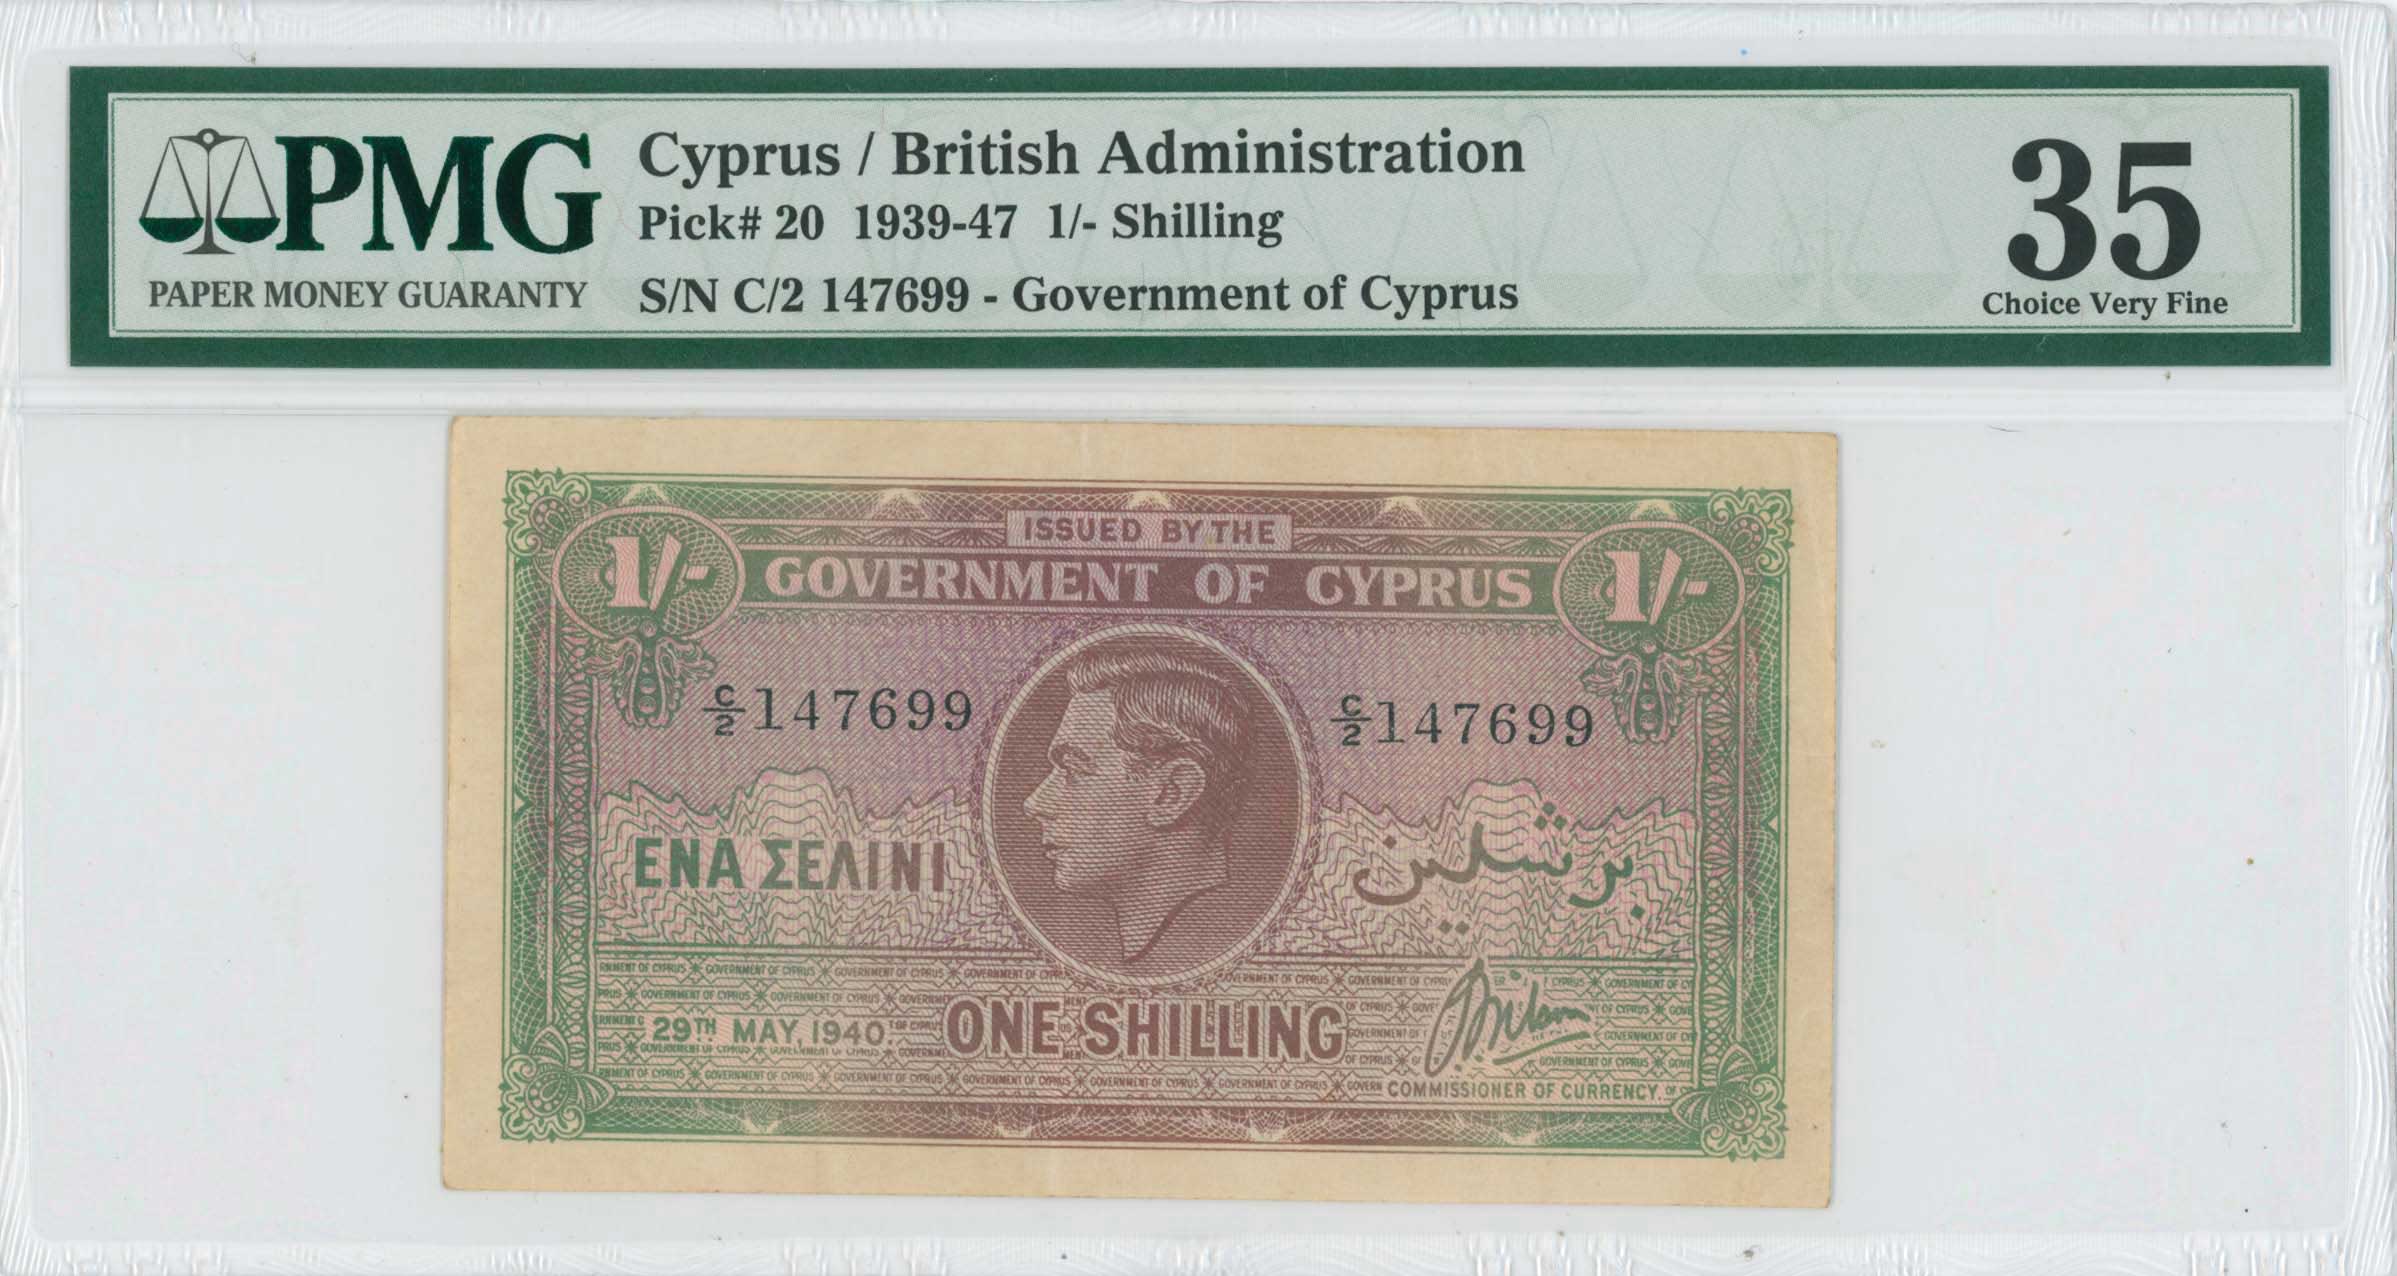 PMG
PAPER MONEY GUARANTY
Cyprus / British Administration
Pick# 20 1939-47 1/- Shilling
S/N C/2 147699 - Government of Cyprus
35
Choice Very Fine
ISSUED BY THE
1/- GOVERNMENT OF CYPRUS 1/-
C/2 147699 C/2 147699
ΕΝΑ ΣΕΛΙΝΙ بر شلين
29TH MAY, 1940. ONE SHILLING
COMMISSIONER OF CURRENCY.